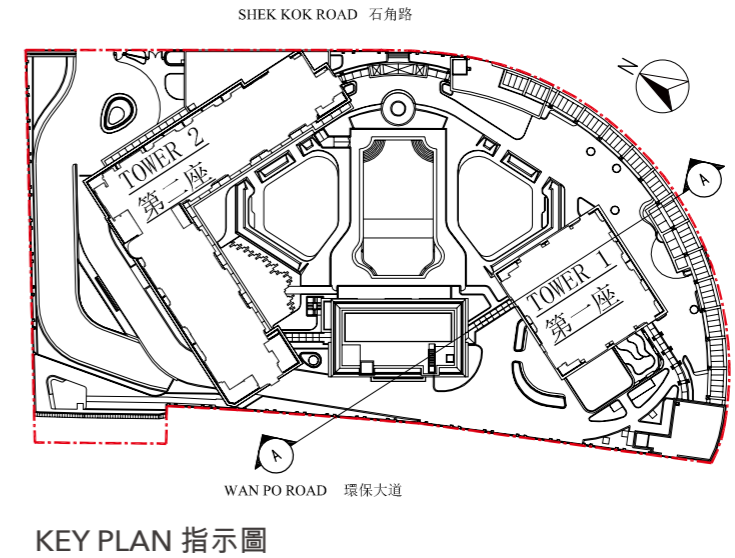 SHEK KOK ROAD 石角路
N
TOWER 2
第二座
A
TOWER 1
第一座
A
WAN PO ROAD 環保大道
KEY PLAN 指示圖